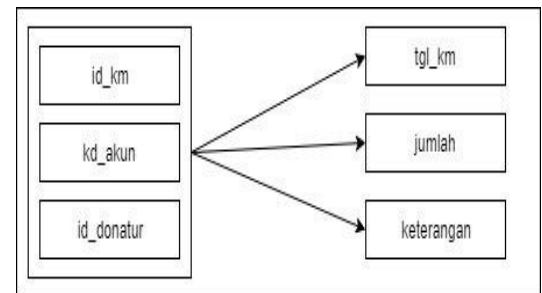 id_km
kd_akun
id_donatur
tgl_km
jumlah
keterangan